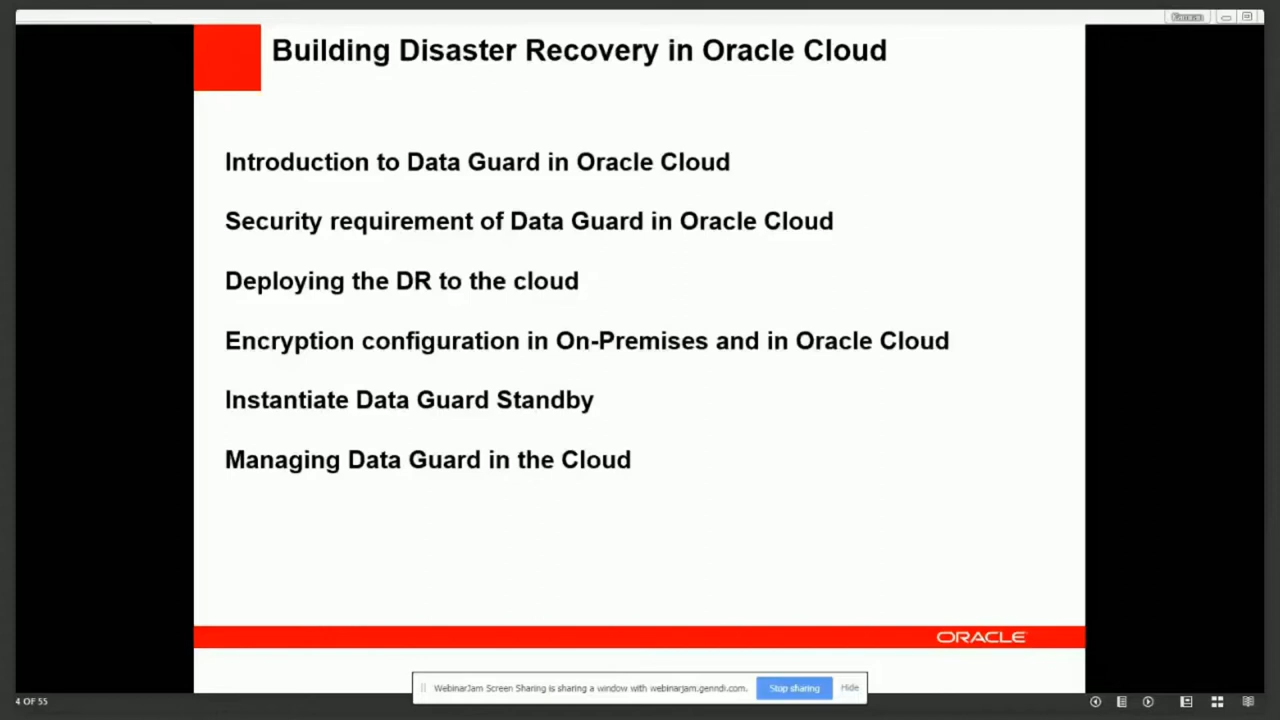 Building Disaster Recovery in Oracle Cloud
Introduction to Data Guard in Oracle Cloud
Security requirement of Data Guard in Oracle Cloud
Deploying the DR to the cloud
Encryption configuration in On-Premises and in Oracle Cloud
Instantiate Data Guard Standby
Managing Data Guard in the Cloud
ORACLE
WebinarJam Screen Sharing is sharing a window with webinarjam.genndi.com.
Stop sharing
Hide
4 OF 55